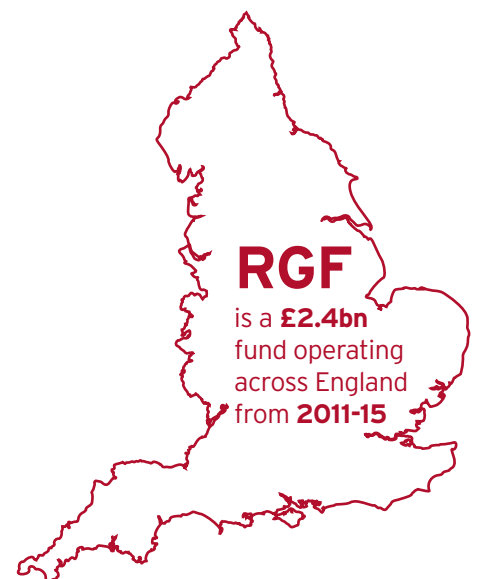 RGF
is a £2.4bn
fund operating
across England
from 2011-15